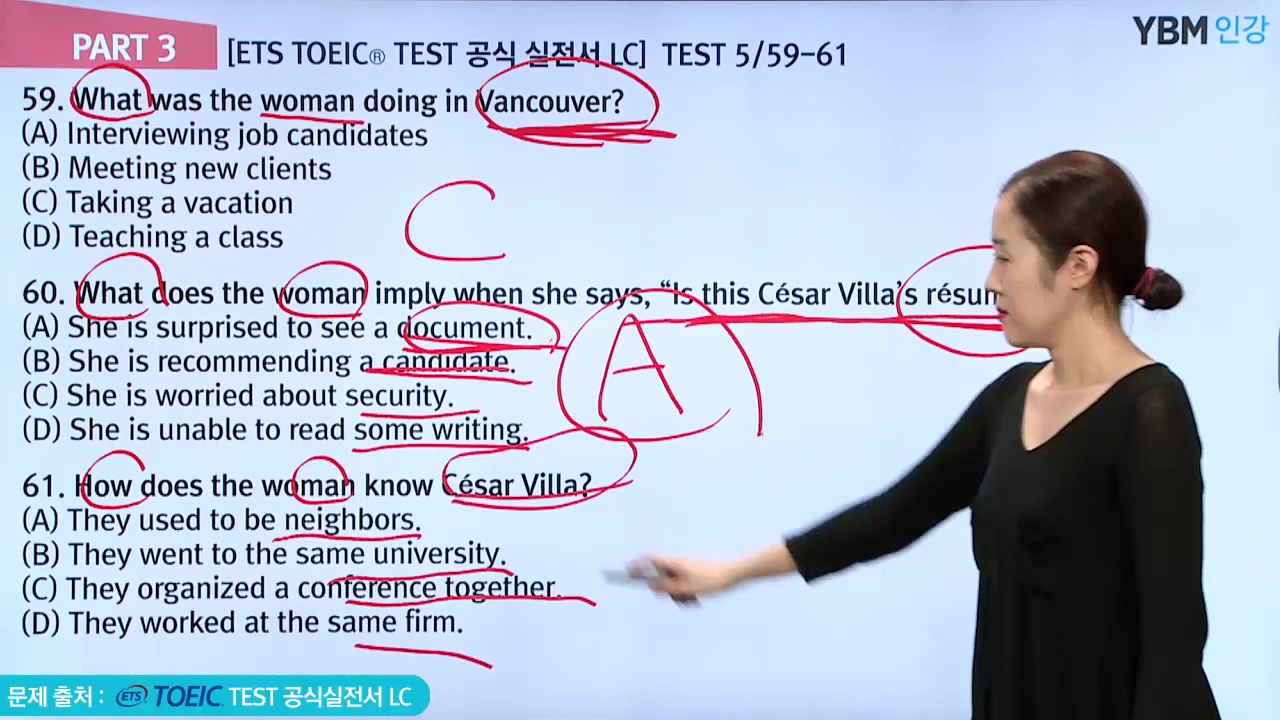 PART 3
[ETS TOEIC® TEST 공식 실전서 LC] TEST 5/59-61
YBM 인강
59. What was the woman doing in Vancouver?
(A) Interviewing job candidates
(B) Meeting new clients
(C) Taking a vacation
(D) Teaching a class
C
60. What does the woman imply when she says, “Is this César Villa’s
(A) She is surprised to see a document.
(B) She is recommending a candidate.
(C) She is worried about security.
(D) She is unable to read some writing.
A
61. How does the woman know César Villa?
(A) They used to be neighbors.
(B) They went to the same university.
(C) They organized a conference together.
(D) They worked at the same firm.
문제 출처 : ETS TOEIC TEST 공식실전서 LC